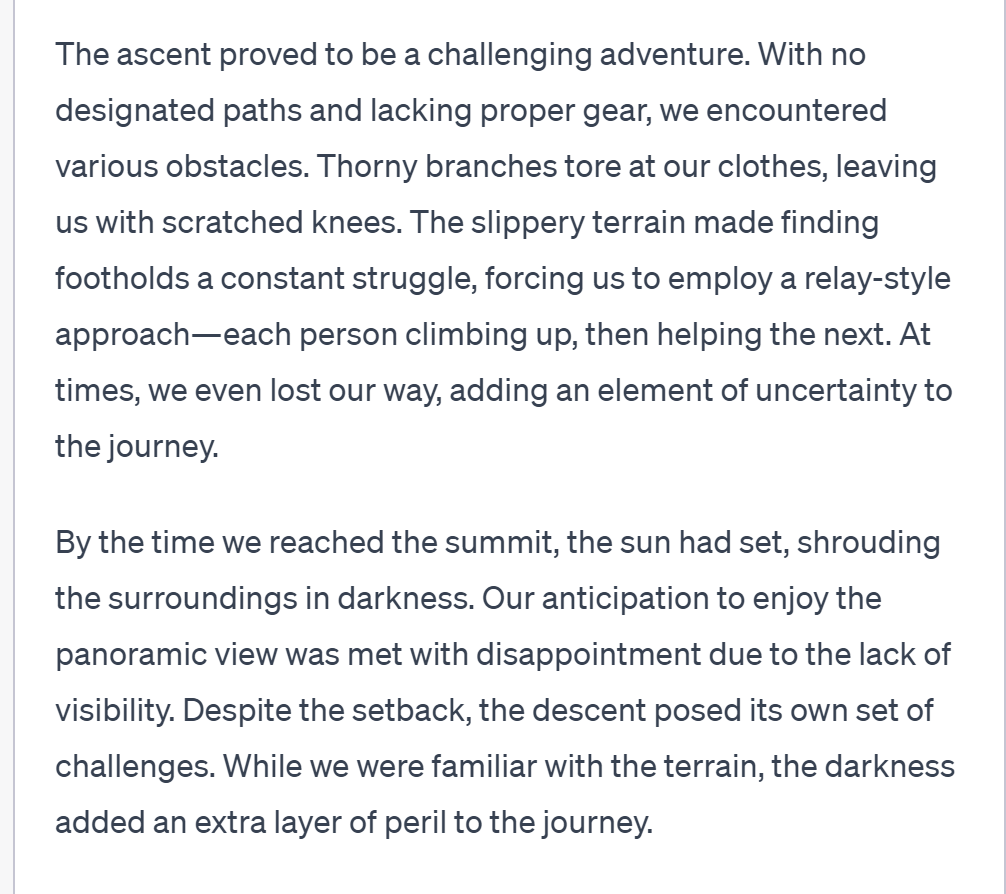 The ascent proved to be a challenging adventure. With no
designated paths and lacking proper gear, we encountered
various obstacles. Thorny branches tore at our clothes, leaving
us with scratched knees. The slippery terrain made finding
footholds a constant struggle, forcing us to employ a relay-style
approach—each person climbing up, then helping the next. At
times, we even lost our way, adding an element of uncertainty to
the journey.
By the time we reached the summit, the sun had set, shrouding
the surroundings in darkness. Our anticipation to enjoy the
panoramic view was met with disappointment due to the lack of
visibility. Despite the setback, the descent posed its own set of
challenges. While we were familiar with the terrain, the darkness
added an extra layer of peril to the journey.